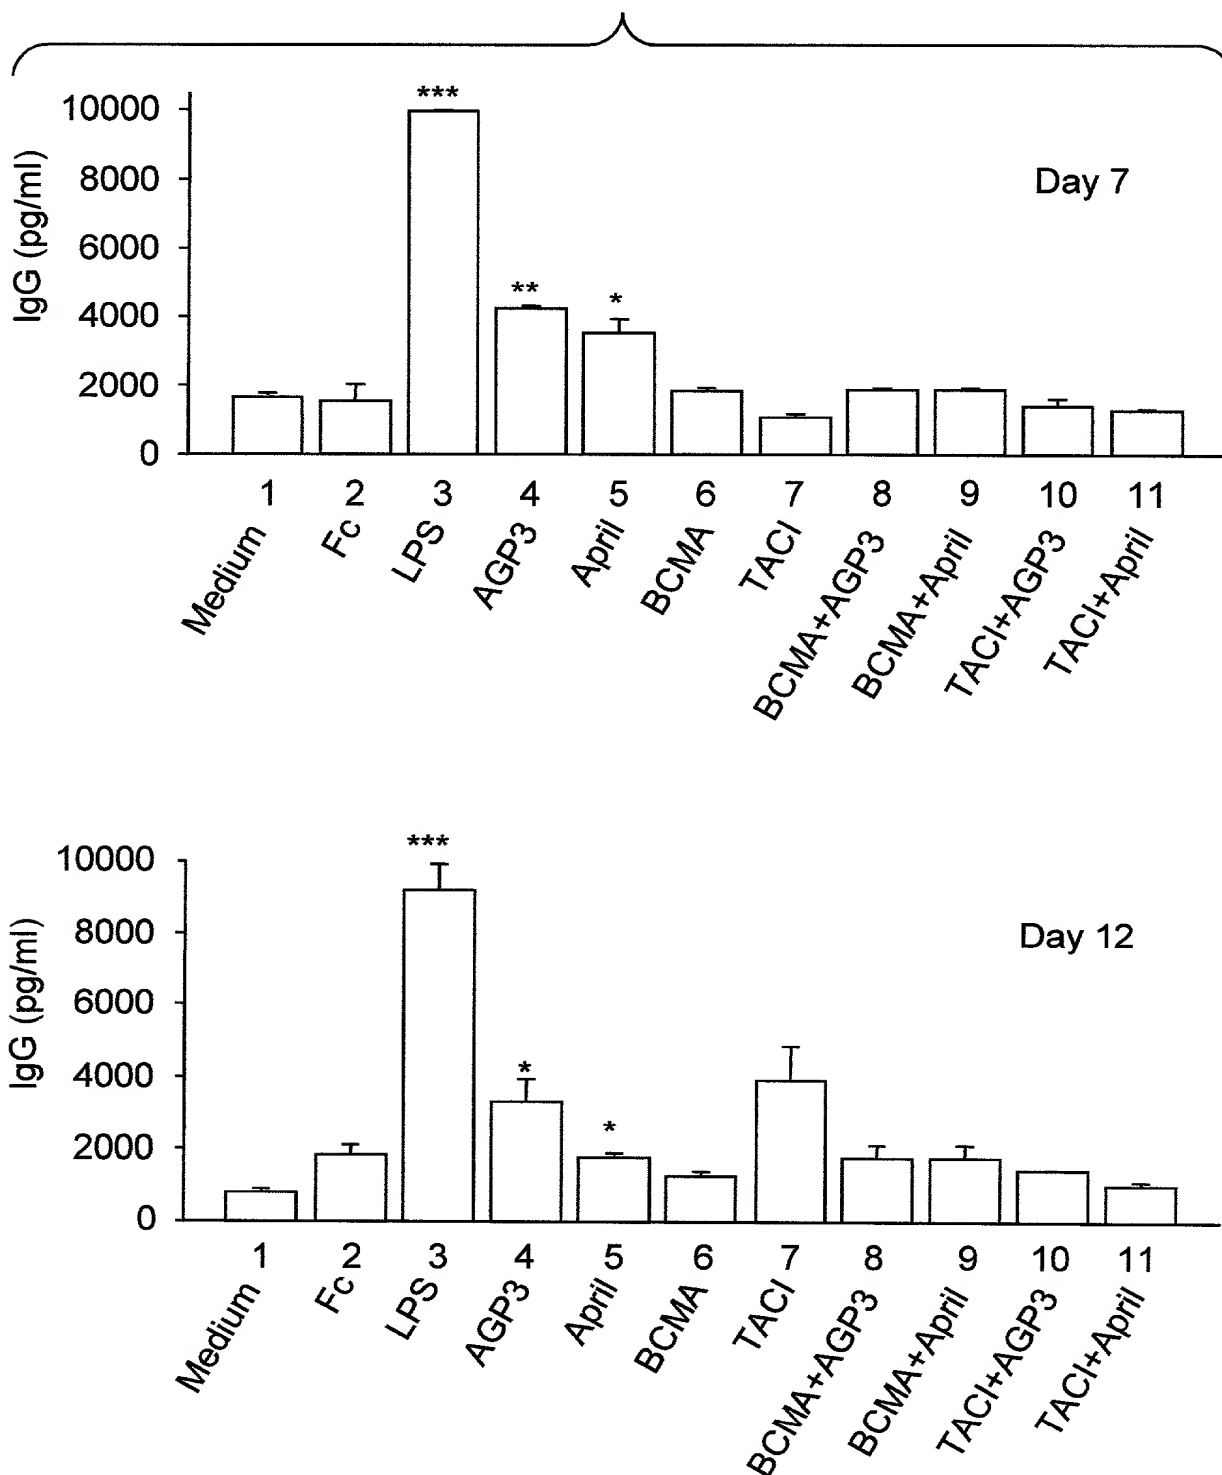 ***
10000
8000
6000
4000
2000
0
IgG (pg/ml)
Day 7
**
*
1 2 3 4 5 6 7 8 9 10 11
Medium
Fc
LPS
AGP3
April
BCMA
TACI
BCMA+AGP3
BCMA+April
TACI+AGP3
TACI+April
***
10000
8000
6000
4000
2000
0
IgG (pg/ml)
Day 12
*
*
1 2 3 4 5 6 7 8 9 10 11
Medium
Fc
LPS
AGP3
April
BCMA
TACI
BCMA+AGP3
BCMA+April
TACI+AGP3
TACI+April